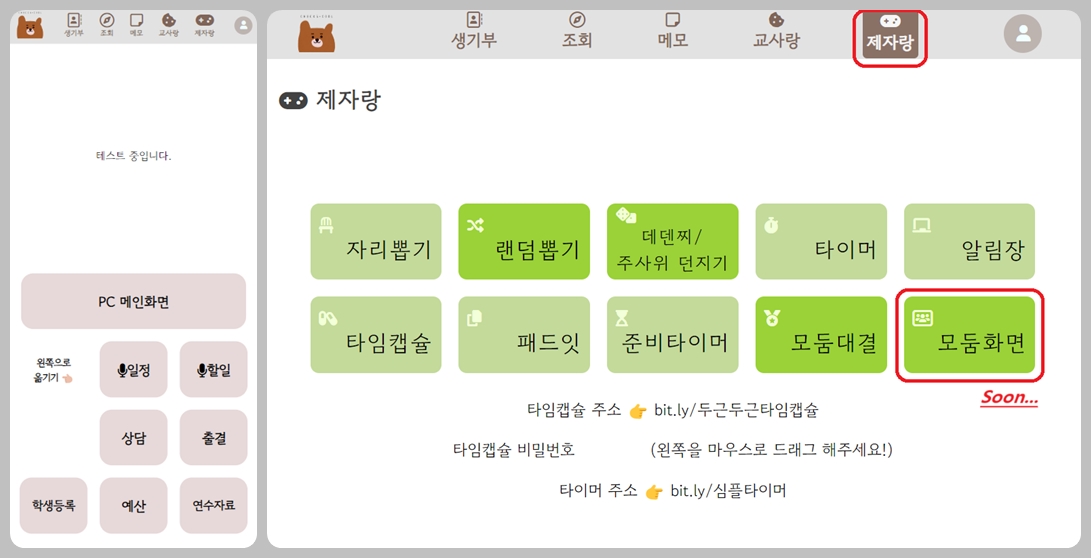 생기부 조회 메모 교사랑 제자랑
테스트 중입니다.
PC 메인화면
왼쪽으로
옮기기 👈🏻
🎤일정
🎤할일
상담
출결
학생등록
예산
연수자료
생기부 조회 메모 교사랑 제자랑
제자랑
자리뽑기
랜덤뽑기
데덴찌/
주사위 던지기
타이머
알림장
타임캡슐
패드잇
준비타이머
모둠대결
모둠화면
Soon...
타임캡슐 주소 👉 bit.ly/두근두근타임캡슐
타임캡슐 비밀번호 (왼쪽을 마우스로 드래그 해주세요!)
타이머 주소 👉 bit.ly/심플타이머